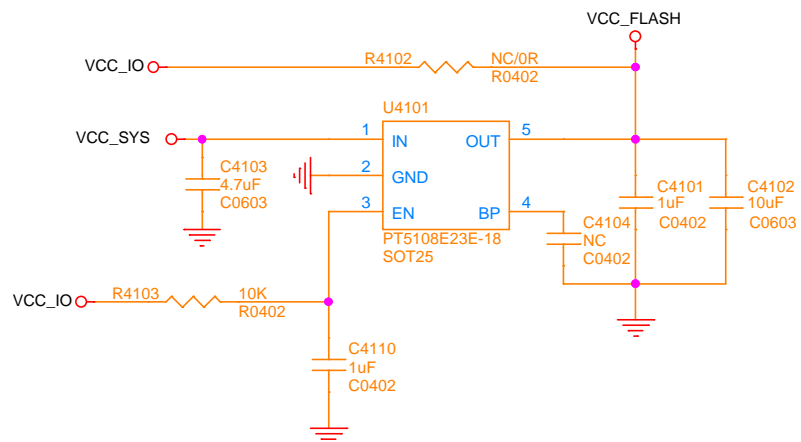 VCC_FLASH
VCC_IO
R4102
NC/0R
R0402
U4101
VCC_SYS
1
IN
OUT
5
C4103
4.7uF
C0603
2
GND
C4101
1uF
C0402
C4102
10uF
C0603
3
EN
BP
4
C4104
NC
C0402
PT5108E23E-18
SOT25
VCC_IO
R4103
10K
R0402
C4110
1uF
C0402